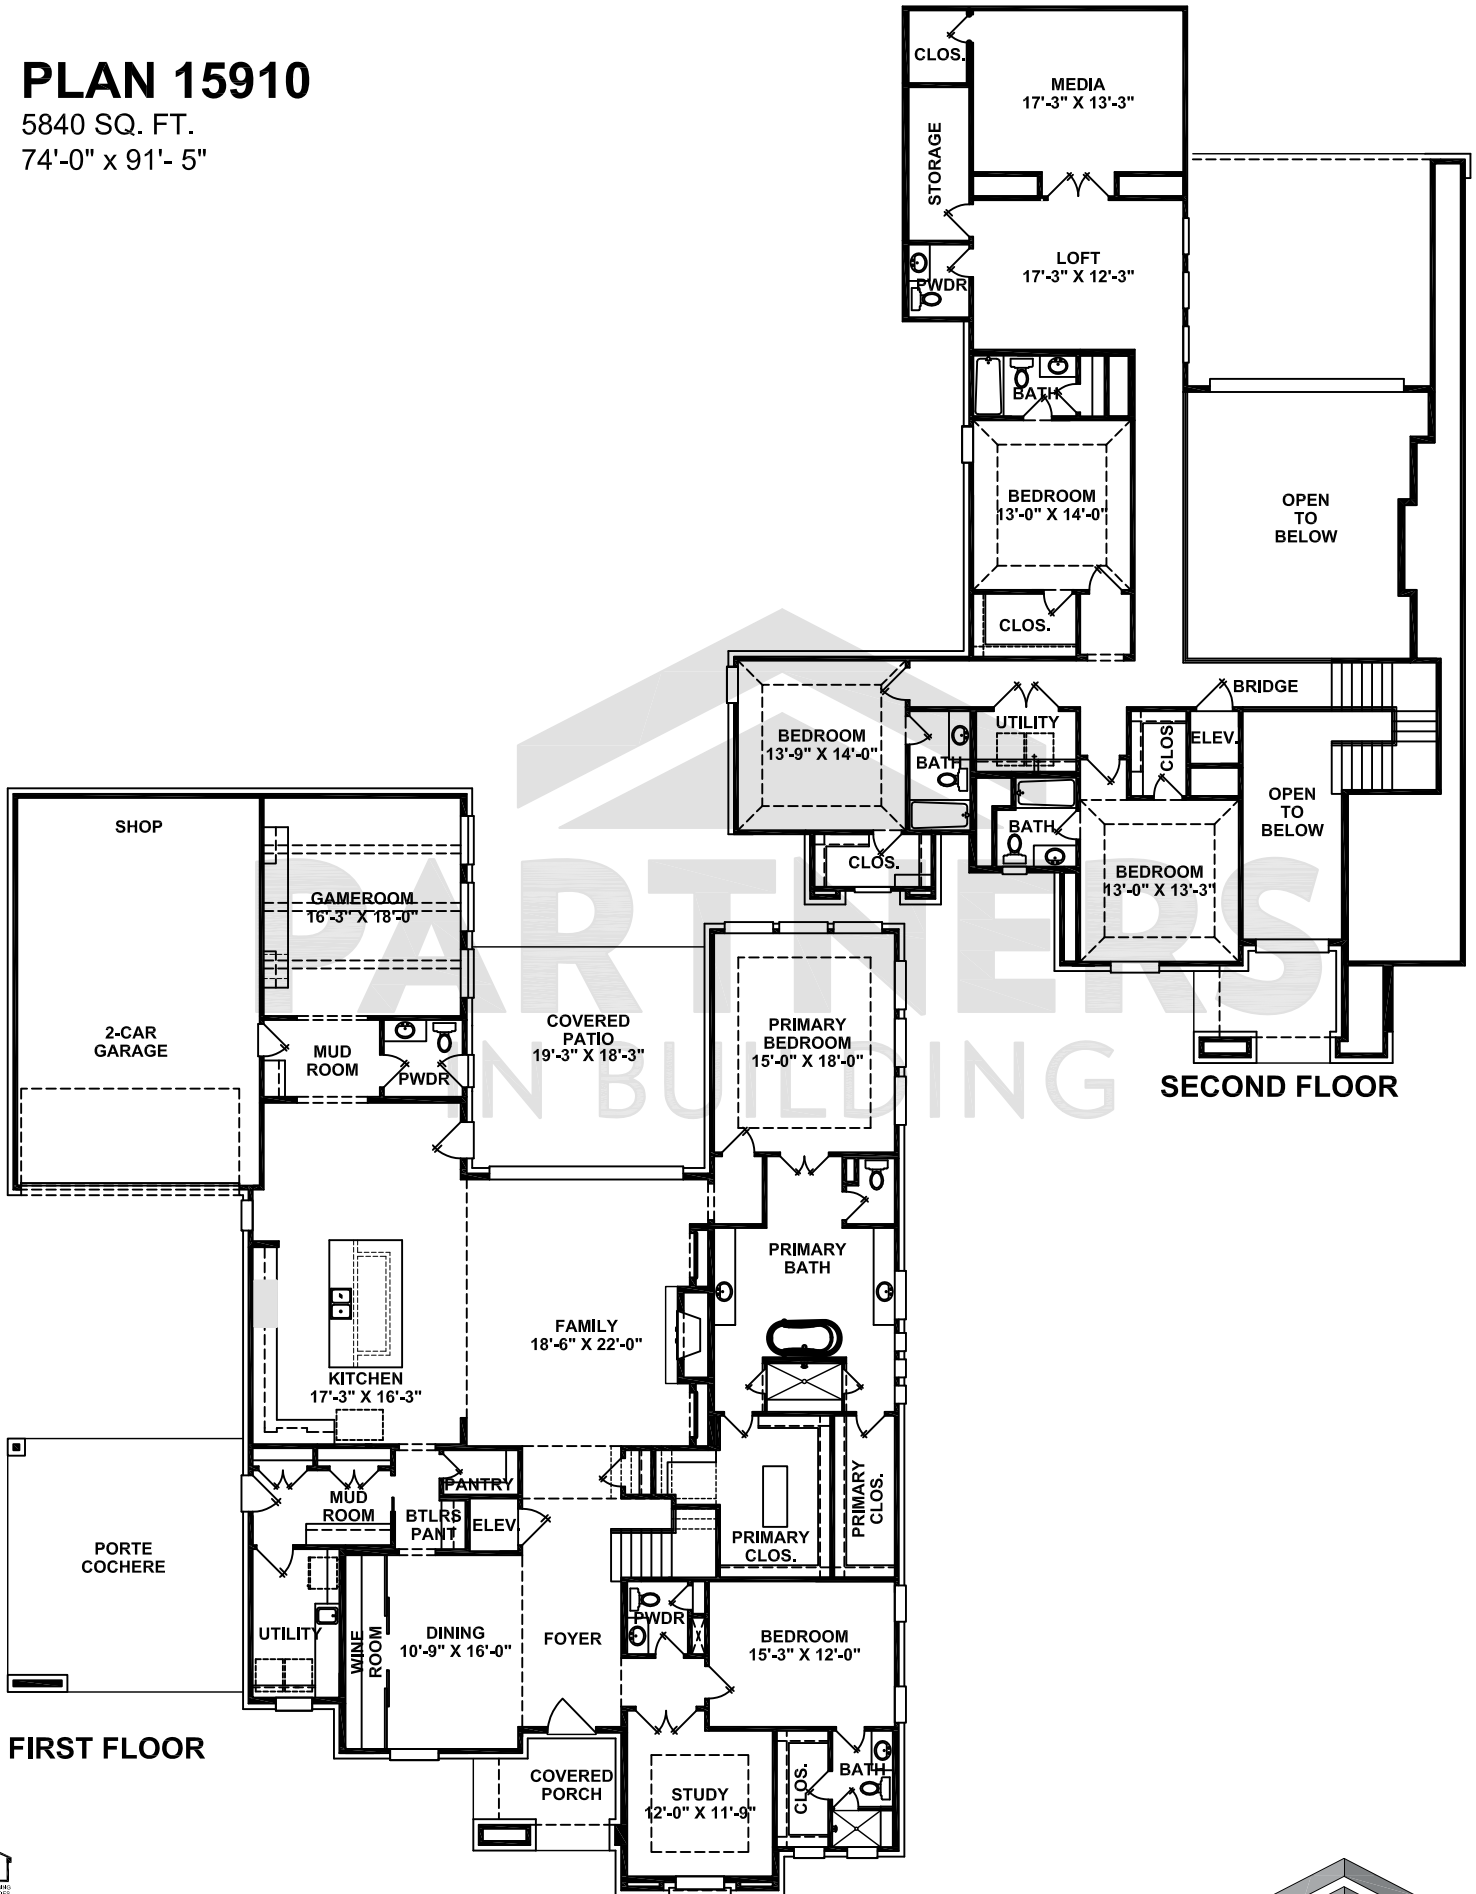 PLAN 15910
5840 SQ. FT.
74'-0" x 91'- 5"
CLOS.
MEDIA
17'-3" X 13'-3"
STORAGE
LOFT
17'-3" X 12'-3"
PWDR
BATH
BEDROOM
13'-0" X 14'-0"
OPEN
TO
BELOW
CLOS.
BRIDGE
BEDROOM
13'-9" X 14'-0"
UTILITY
BATH
CLOS
ELEV.
OPEN
TO
BELOW
BATH
CLOS.
BEDROOM
13'-0" X 13'-3"
SECOND FLOOR
PARTNERS
IN BUILDING
SHOP
GAMEROOM
16'-3" X 18'-0"
2-CAR
GARAGE
MUD
ROOM
PWDR
COVERED
PATIO
19'-3" X 18'-3"
PRIMARY
BEDROOM
15'-0" X 18'-0"
PRIMARY
BATH
FAMILY
18'-6" X 22'-0"
KITCHEN
17'-3" X 16'-3"
PANTRY
MUD
ROOM
BTLRS
PANT
ELEV.
PRIMARY
CLOS.
PRIMARY
CLOS.
PORTE
COCHERE
UTILITY
WINE
ROOM
DINING
10'-9" X 16'-0"
FOYER
PWDR
BEDROOM
15'-3" X 12'-0"
FIRST FLOOR
COVERED
PORCH
STUDY
12'-0" X 11'-9"
CLOS.
BATH